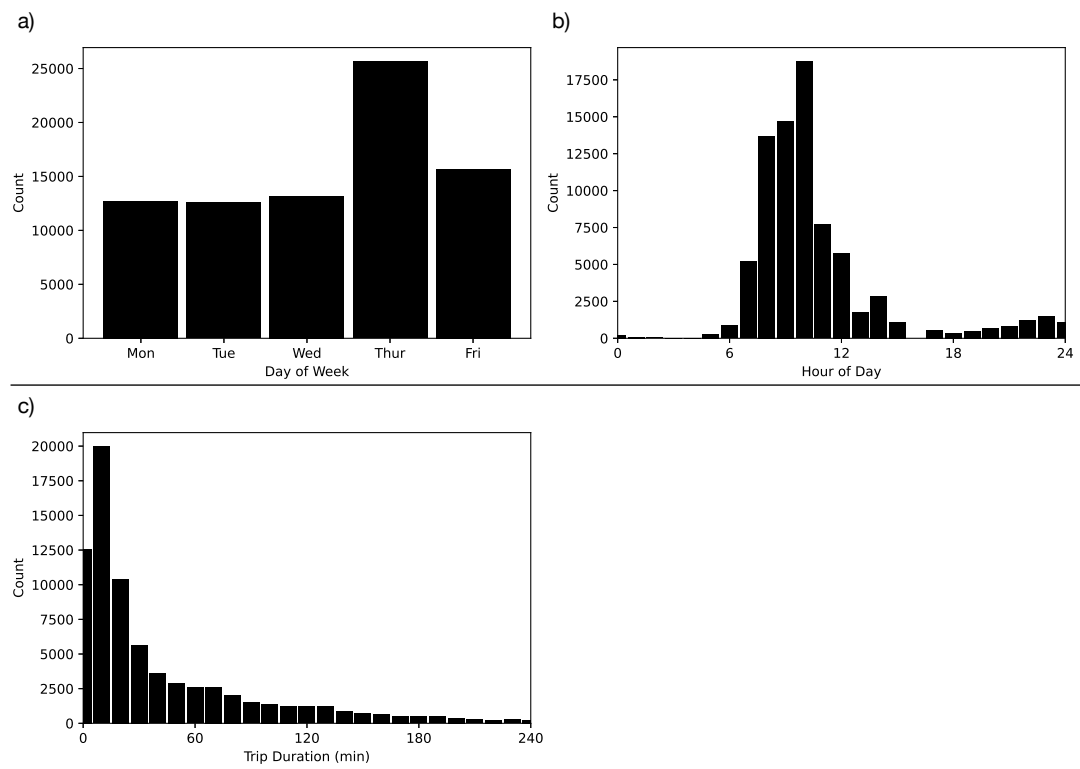 a)
25000
20000
15000
10000
5000
0
Count
Mon Tue Wed Thur Fri
Day of Week
b)
17500
15000
12500
10000
7500
5000
2500
0
Count
0 6 12 18 24
Hour of Day
c)
20000
17500
15000
12500
10000
7500
5000
2500
0
Count
0 60 120 180 240
Trip Duration (min)